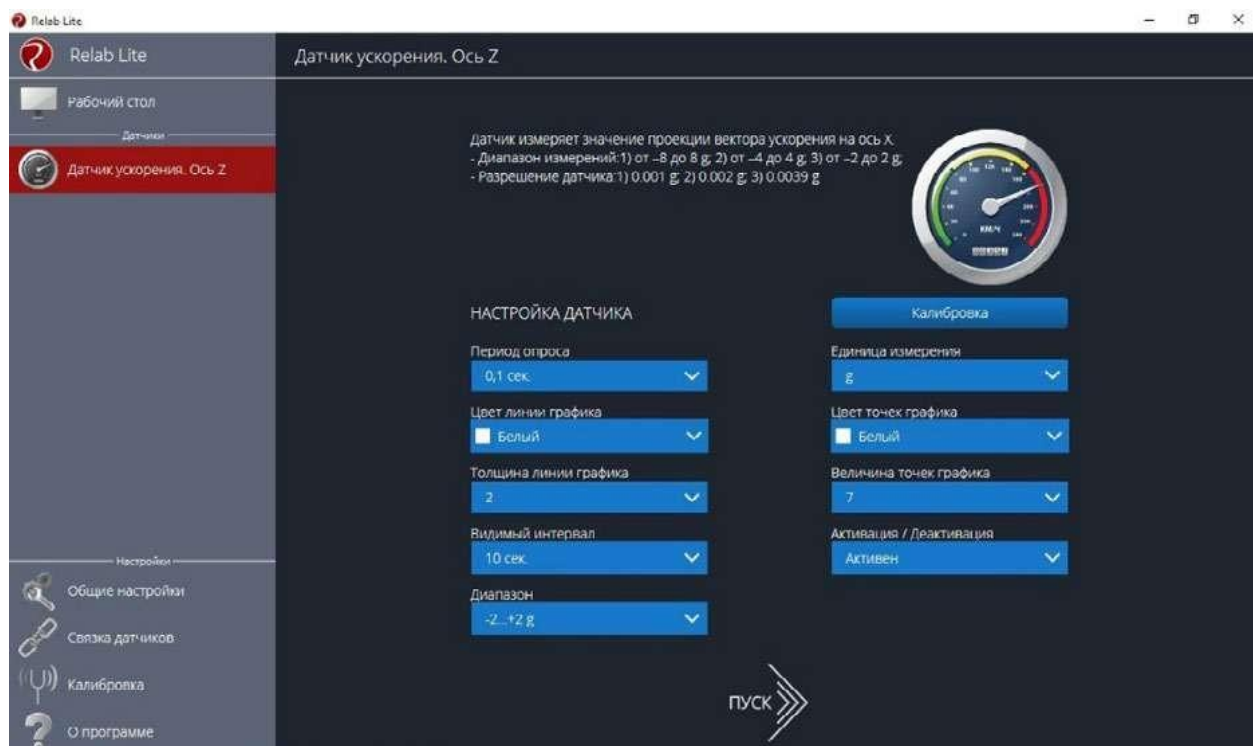 Relab Lite
Relab Lite
Датчик ускорения. Ось Z
Рабочий стол
Датчики
Датчик ускорения. Ось Z
Датчик измеряет значение проекции вектора ускорения на ось X.
- Диапазон измерений:1) от –8 до 8 g; 2) от –4 до 4 g; 3) от –2 до 2 g;
- Разрешение датчика:1) 0.001 g; 2) 0.002 g; 3) 0.0039 g
КМ/Ч
НАСТРОЙКА ДАТЧИКА
Калибровка
Период опроса
Единица измерения
0,1 сек.
g
Цвет линии графика
Цвет точек графика
Белый
Белый
Толщина линии графика
Величина точек графика
2
7
Видимый интервал
Активация / Деактивация
10 сек.
Активен
Диапазон
-2...+2 g
ПУСК
Настройки
Общие настройки
Связка датчиков
Калибровка
О программе